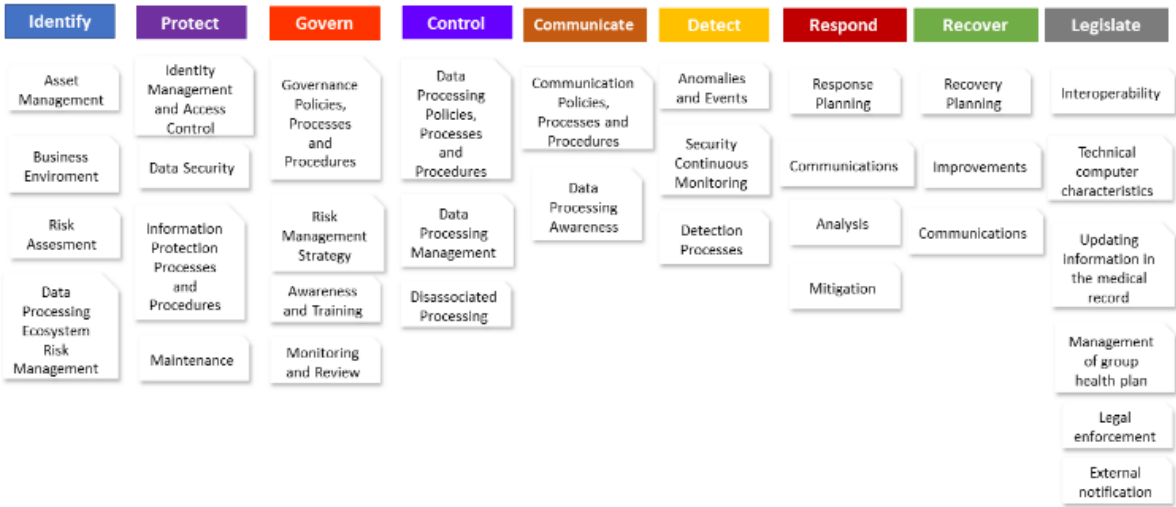 Identify
Protect
Govern
Control
Communicate
Detect
Respond
Recover
Legislate
Asset
Management
Business
Enviroment
Risk
Assesment
Data
Processing
Ecosystem
Risk
Management
Identity
Management
and Access
Control
Data Security
Information
Protection
Processes
and
Procedures
Maintenance
Governance
Policies,
Processes
and
Procedures
Risk
Management
Strategy
Awareness
and Training
Monitoring
and Review
Data
Processing
Policies,
Processes
and
Procedures
Data
Processing
Management
Disassociated
Processing
Communication
Policies,
Processes and
Procedures
Data
Processing
Awareness
Anomalies
and Events
Security
Continuous
Monitoring
Detection
Processes
Response
Planning
Communications
Analysis
Mitigation
Recovery
Planning
Improvements
Communications
Interoperability
Technical
computer
characteristics
Updating
information in
the medical
record
Management
of group
health plan
Legal
enforcement
External
notification